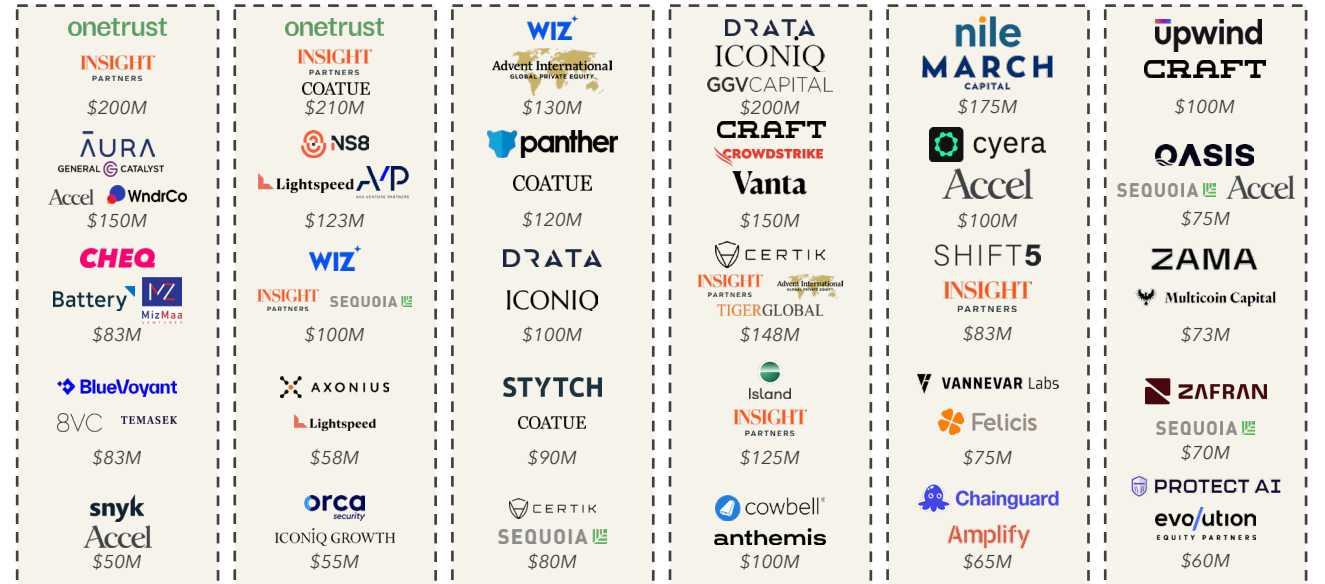 onetrust
INSIGHT
PARTNERS
$200M
AURA
GENERAL CATALYST
Accel WndrCo
$150M
CHEQ
Battery MZ
MizMaa
VENTURES
$83M
BlueVoyant
8VC TEMASEK
$83M
snyk
Accel
$50M
onetrust
INSIGHT
PARTNERS
COATUE
$210M
NS8
Lightspeed AVP
AXA VENTURE PARTNERS
$123M
WIZ
INSIGHT
PARTNERS
SEQUOIA
$100M
AXONIUS
Lightspeed
$58M
orca
security
ICONIQ GROWTH
$55M
WIZ
Advent International
GLOBAL PRIVATE EQUITY
$130M
panther
COATUE
$120M
DRATA
ICONIQ
$100M
STYTCH
COATUE
$90M
CERTIK
SEQUOIA
$80M
DRATA
ICONIQ
GGVCAPITAL
$200M
CRAFT
CROWDSTRIKE
Vanta
$150M
CERTIK
INSIGHT
PARTNERS
Advent International
GLOBAL PRIVATE EQUITY
TIGERGLOBAL
$148M
Island
INSIGHT
PARTNERS
$125M
cowbell
anthemis
$100M
nile
MARCH
CAPITAL
$175M
cyera
Accel
$100M
SHIFT5
INSIGHT
PARTNERS
$83M
VANNEVAR Labs
Felicis
$75M
Chainguard
Amplify
$65M
upwind
CRAFT
$100M
OASIS
SEQUOIA Accel
$75M
ZAMA
Multicoin Capital
$73M
ZAFRAN
SEQUOIA
$70M
PROTECT AI
evolution
EQUITY PARTNERS
$60M